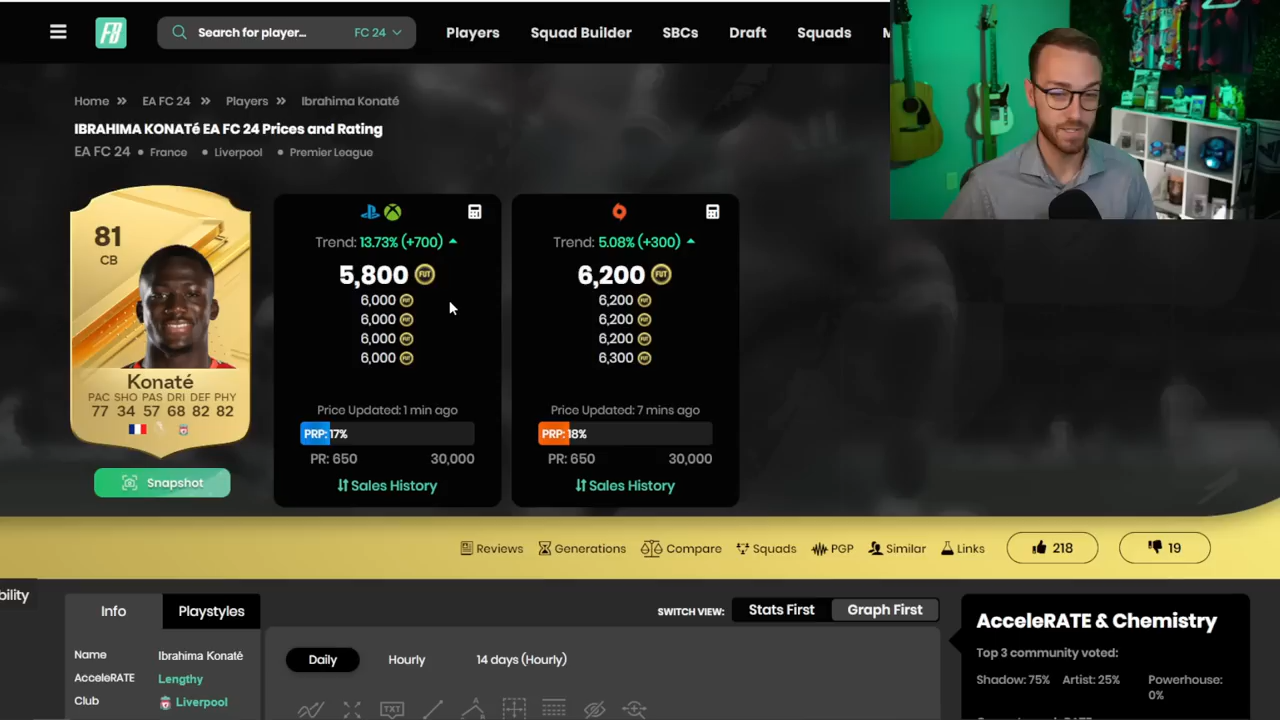 FB
Search for player...
FC 24
Players
Squad Builder
SBCs
Draft
Squads
M
Home >> EA FC 24 >> Players >> Ibrahima Konaté
IBRAHIMA KONATé EA FC 24 Prices and Rating
EA FC 24 • France • Liverpool • Premier League
81
CB
Konaté
PAC SHO PAS DRI DEF PHY
77 34 57 68 82 82
Snapshot
Trend: 13.73% (+700)
5,800 FUT
6,000
6,000
6,000
6,000
Price Updated: 1 min ago
PRP: 17%
PR: 650 30,000
Sales History
Trend: 5.08% (+300)
6,200 FUT
6,200
6,200
6,200
6,300
Price Updated: 7 mins ago
PRP: 18%
PR: 650 30,000
Sales History
Reviews
Generations
Compare
Squads
PGP
Similar
Links
218
19
bility
Info
Playstyles
Name Ibrahima Konaté
AcceleRATE Lengthy
Club Liverpool
SWITCH VIEW:
Stats First
Graph First
Daily
Hourly
14 days (Hourly)
TXT
AcceleRATE & Chemistry
Top 3 community voted:
Shadow: 75% Artist: 25% Powerhouse:
0%